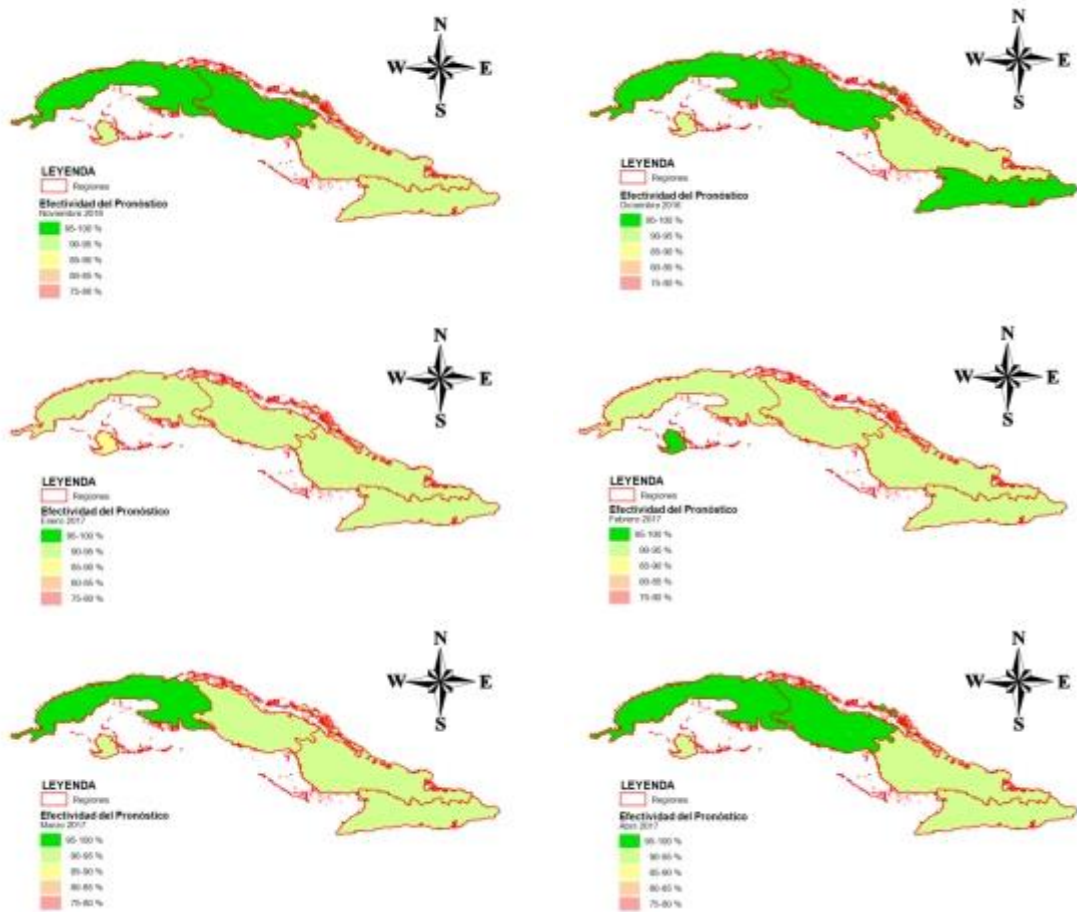 N
W E
S
LEYENDA
Regiones
Efectividad del Pronóstico
Noviembre 2016
95-100 %
90-95 %
85-90 %
80-85 %
75-80 %
N
W E
S
LEYENDA
Regiones
Efectividad del Pronóstico
Diciembre 2016
95-100 %
90-95 %
85-90 %
80-85 %
75-80 %
N
W E
S
LEYENDA
Regiones
Efectividad del Pronóstico
Enero 2017
95-100 %
90-95 %
85-90 %
80-85 %
75-80 %
N
W E
S
LEYENDA
Regiones
Efectividad del Pronóstico
Febrero 2017
95-100 %
90-95 %
85-90 %
80-85 %
75-80 %
N
W E
S
LEYENDA
Regiones
Efectividad del Pronóstico
Marzo 2017
95-100 %
90-95 %
85-90 %
80-85 %
75-80 %
N
W E
S
LEYENDA
Regiones
Efectividad del Pronóstico
Abril 2017
95-100 %
90-95 %
85-90 %
80-85 %
75-80 %